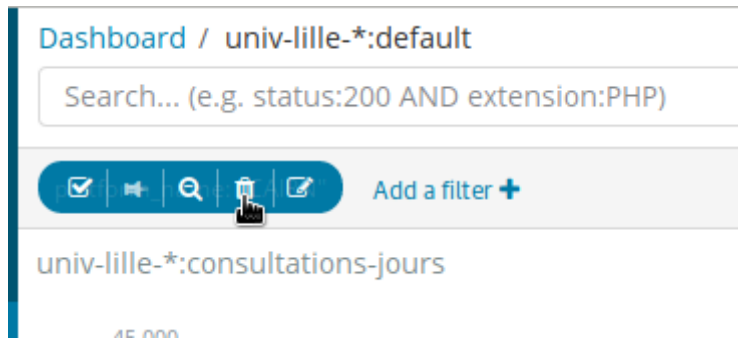 Dashboard / univ-lille-*:default
Search... (e.g. status:200 AND extension:PHP)
Add a filter +
univ-lille-*:consultations-jours
45,000